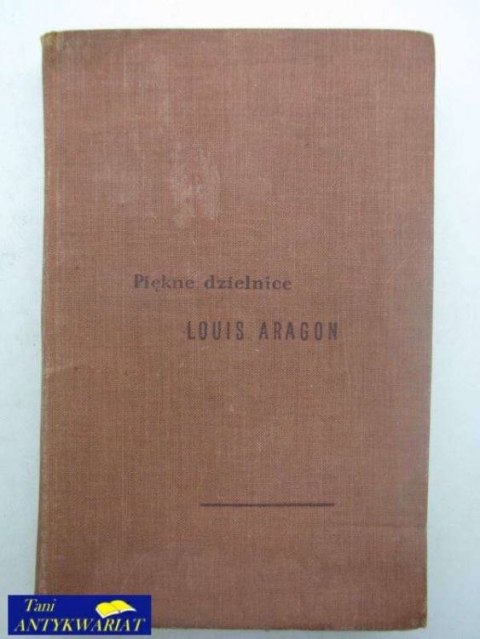 Piękne dzielnice
LOUIS ARAGON
Tani
ANTYKWARIAT